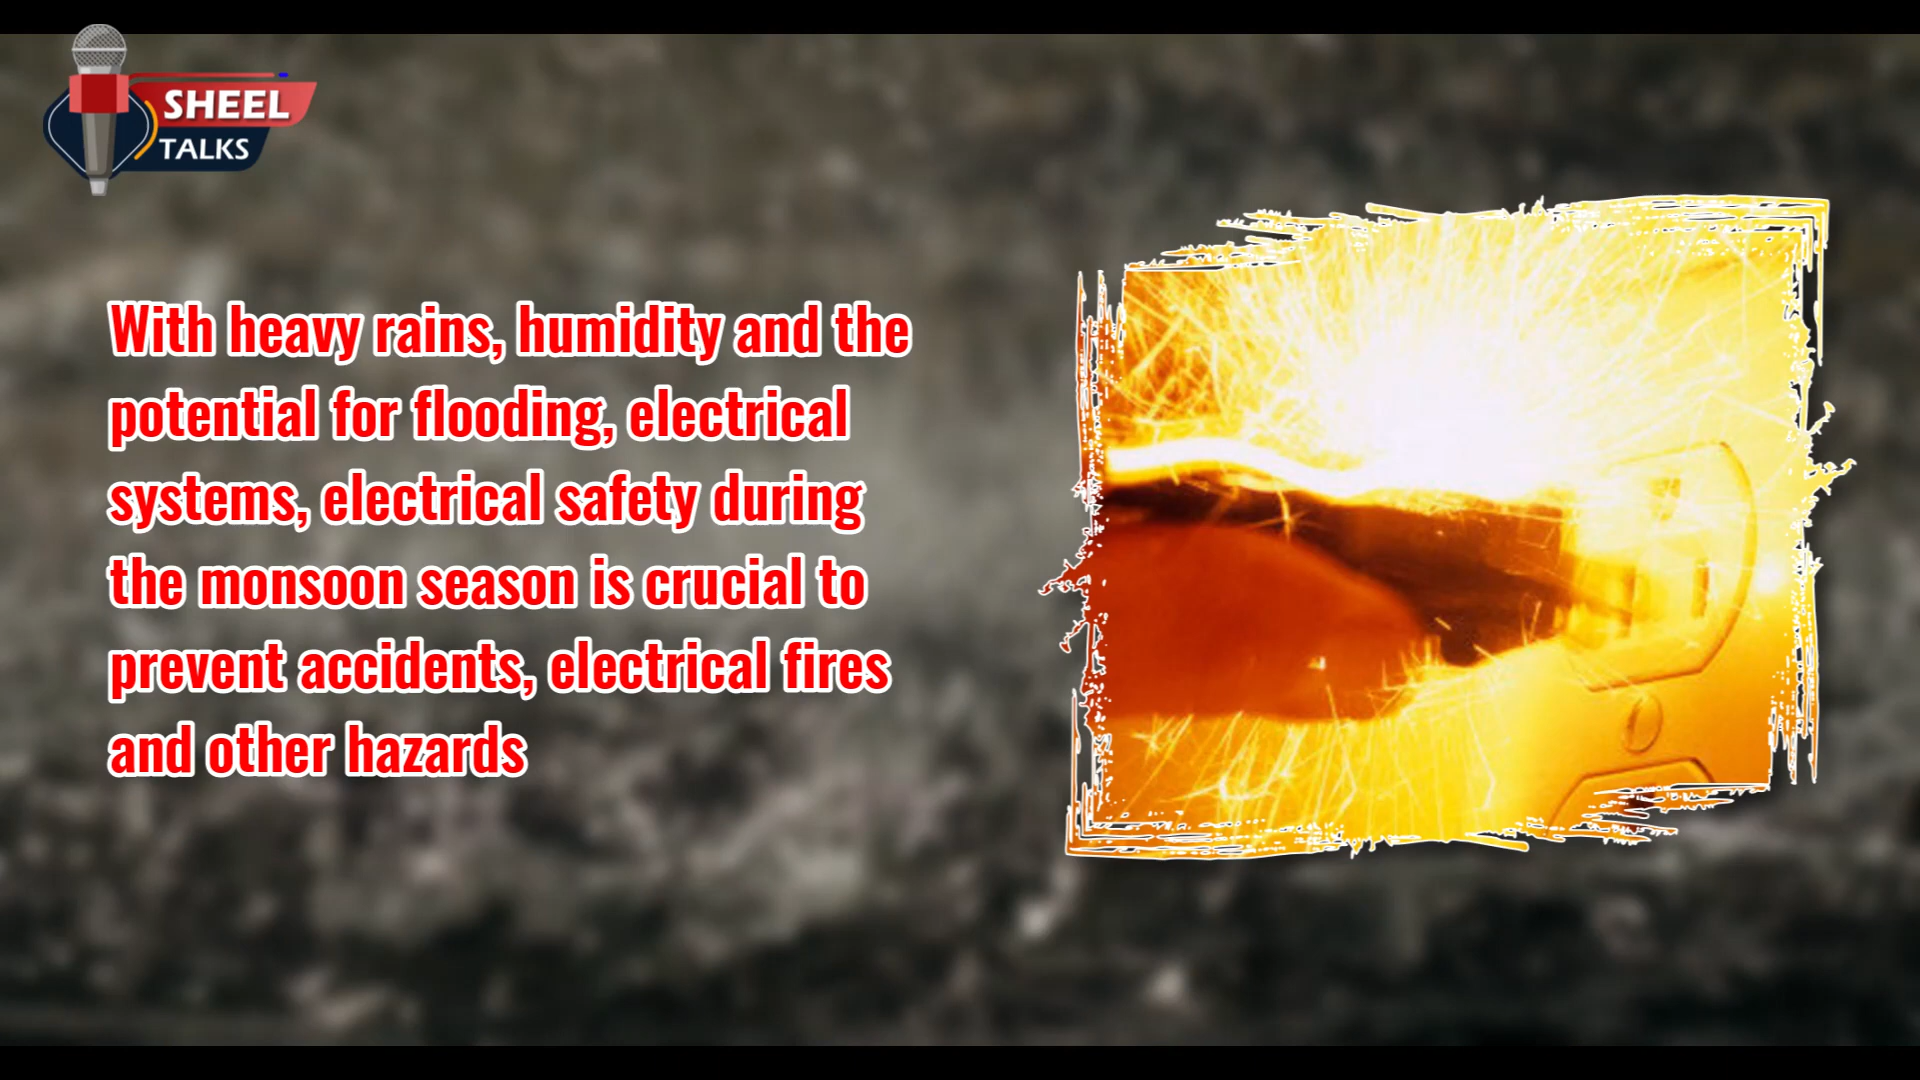 SHEEL
TALKS
With heavy rains, humidity and the
potential for flooding, electrical
systems, electrical safety during
the monsoon season is crucial to
prevent accidents, electrical fires
and other hazards